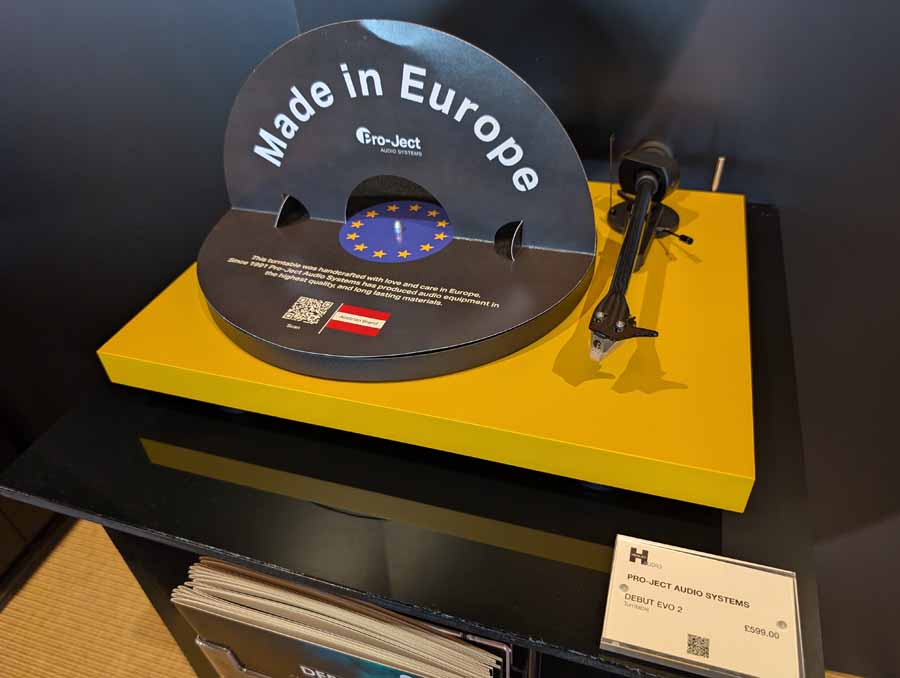 Made in Europe
Pro-Ject
AUDIO SYSTEMS
This turntable was handcrafted with love and care in Europe.
Since 1991 Pro-Ject Audio Systems has produced audio equipment in
the highest quality, and long lasting materials.
Scan
Austrian Brand
H
AUDIO
PRO-JECT AUDIO SYSTEMS
DEBUT EVO 2
Turntable
£599.00